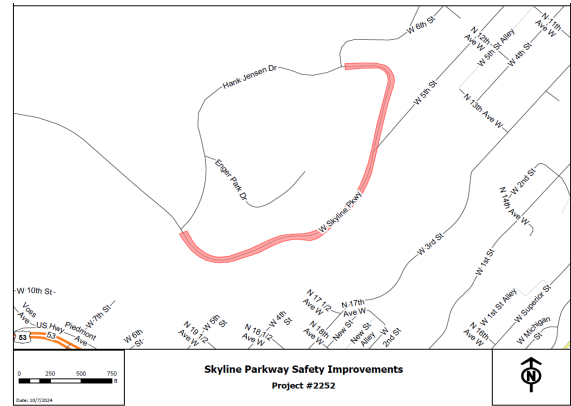 W 6th St
N 11th
Ave W
N 12th
Ave W
W 5th St Alley
W 4th St
Hank Jensen Dr
W 5th St
N 13th Ave W
Enger Park Dr
W 2nd St
N 14th Ave W
W Skyline Pkwy
W 3rd St
W 1st St
W 10th St
Voss
Ave
US Hwy 53
Piedmont
Ave
W 7th St
W 6th
St
N 19 1/2
Ave W
W 5th
St
N 18 1/2
Ave W
W 4th
St
N 17 1/2
Ave W
N 18th
Ave W
N 17th
Ave W
New St
New St
Alley
W
2nd St
W 1st St Alley
W Superior St
N 16th
Ave W
W Michigan
St
53
0 250 500 750
ft
Date: 10/7/2024
Skyline Parkway Safety Improvements
Project #2252
N